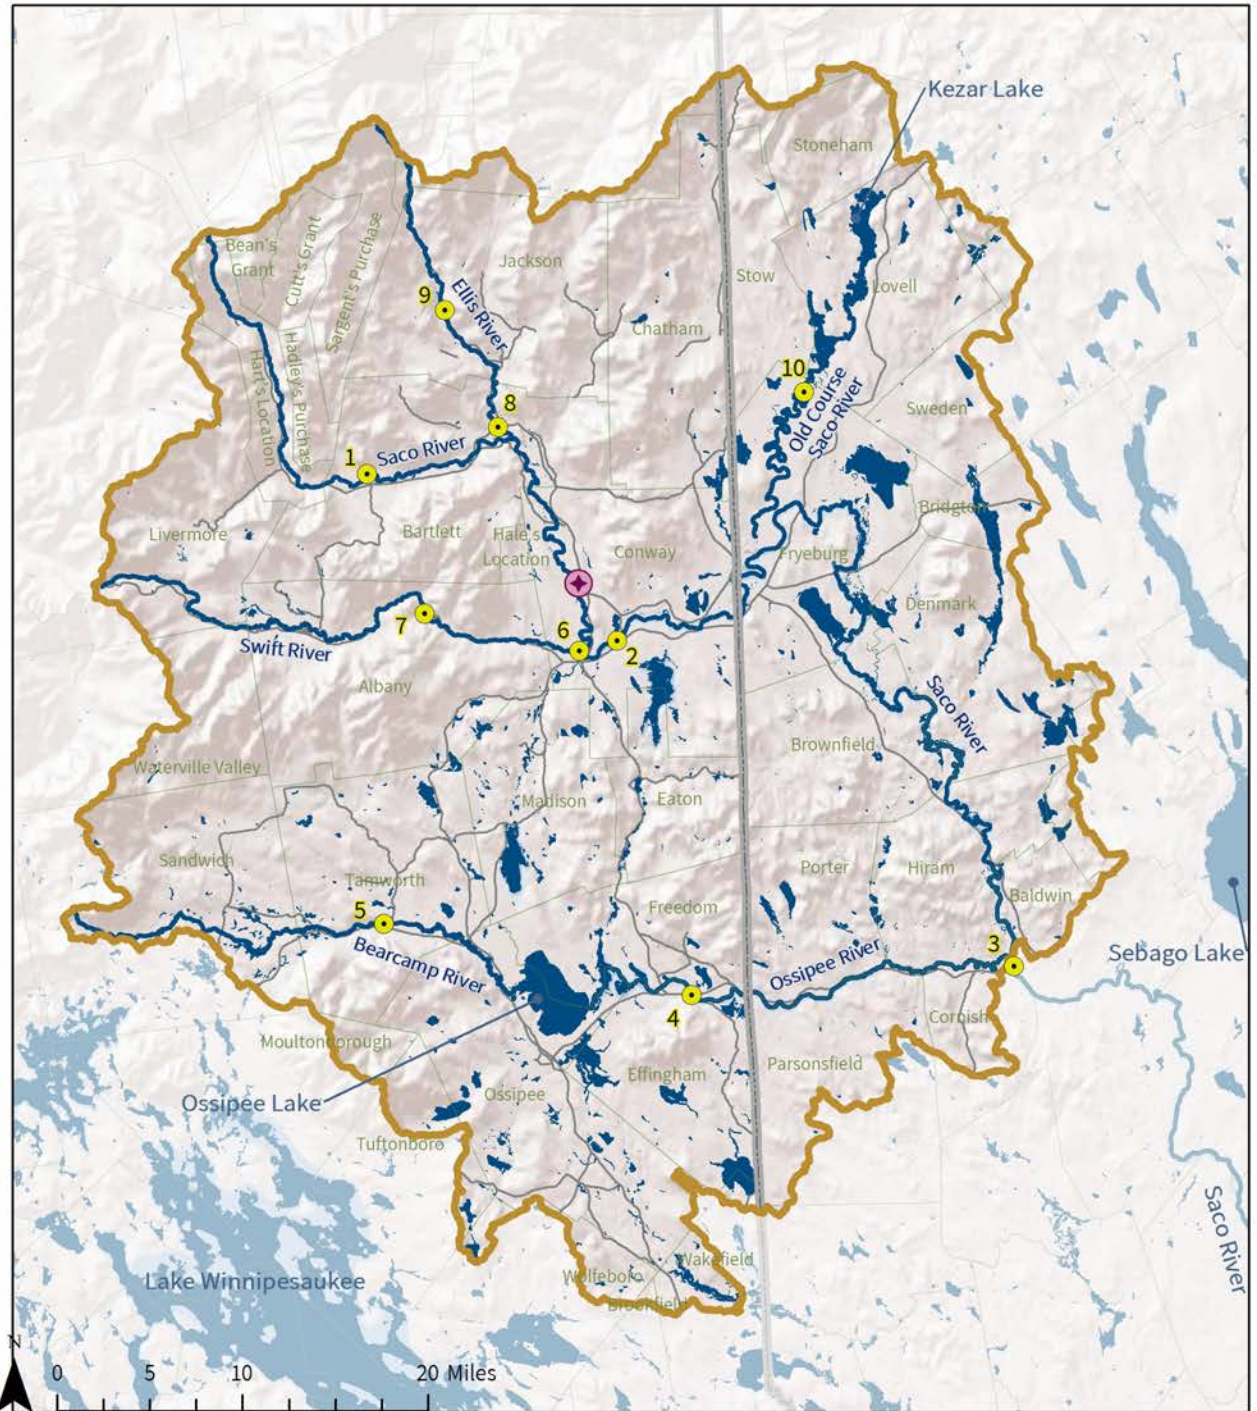 Kezar Lake
Stoneham
Bean's
Grant
Cutt's Grant
Sargent's Purchase
Jackson
Stow
Lovell
9
Ellis River
Chatham
Hadleys Purchase
Hart's Location
10
Old Course
Saco River
8
Sweden
1
Saco River
Livermore
Bartlett
Hale's
Location
Conway
Bridgton
Fryeburg
Denmark
7
6
2
Swift River
Albany
Saco River
Waterville Valley
Brownfield
Madison
Eaton
Sandwich
Tamworth
Porter
Hiram
Baldwin
5
Freedom
3
Bearcamp River
Ossipee River
Sebago Lake
4
Cornish
Moultonborough
Effingham
Parsonsfield
Ossipee Lake
Ossipee
Tuftonboro
Saco River
Lake Winnipesaukee
Wakefield
Wolfeboro
Brookfield
N
0 5 10 20 Miles